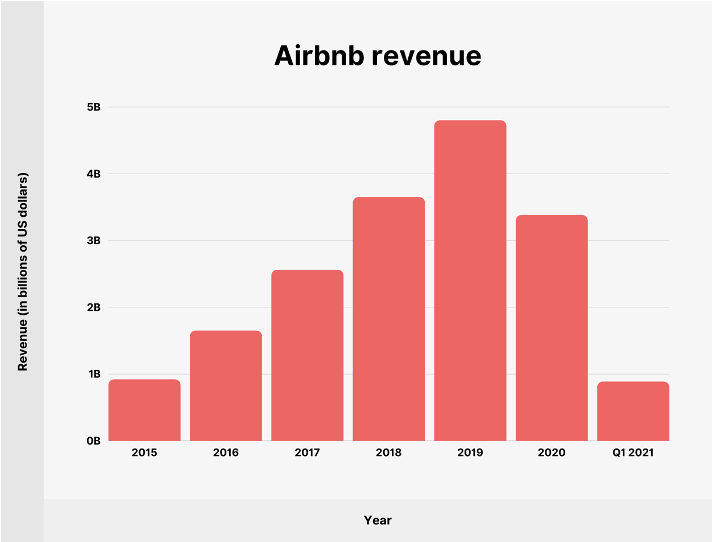 Airbnb revenue
Revenue (in billions of US dollars)
5B
4B
3B
2B
1B
0B
2015 2016 2017 2018 2019 2020 Q1 2021
Year